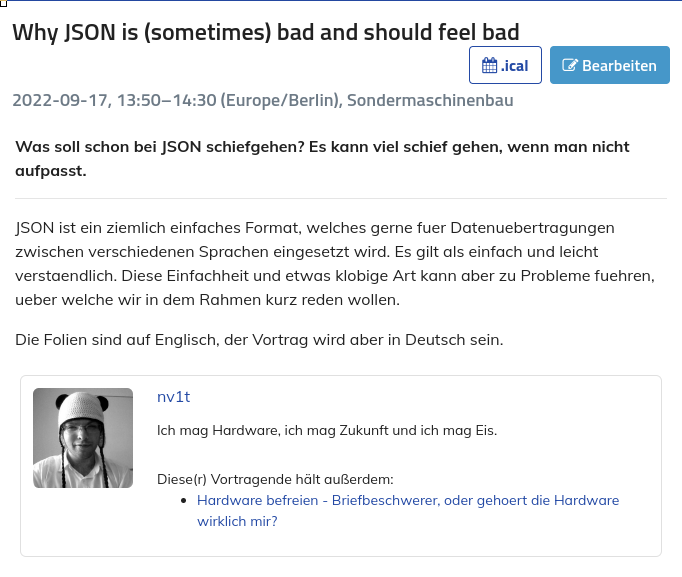 Why JSON is (sometimes) bad and should feel bad
.ical
Bearbeiten
2022-09-17, 13:50–14:30 (Europe/Berlin), Sondermaschinenbau
Was soll schon bei JSON schiefgehen? Es kann viel schief gehen, wenn man nicht
aufpasst.
JSON ist ein ziemlich einfaches Format, welches gerne fuer Datenuebertragungen
zwischen verschiedenen Sprachen eingesetzt wird. Es gilt als einfach und leicht
verstaendlich. Diese Einfachheit und etwas klobige Art kann aber zu Probleme fuehren,
ueber welche wir in dem Rahmen kurz reden wollen.
Die Folien sind auf Englisch, der Vortrag wird aber in Deutsch sein.
nv1t
Ich mag Hardware, ich mag Zukunft und ich mag Eis.
Diese(r) Vortragende hält außerdem:
• Hardware befreien - Briefbeschwerer, oder gehoert die Hardware
wirklich mir?